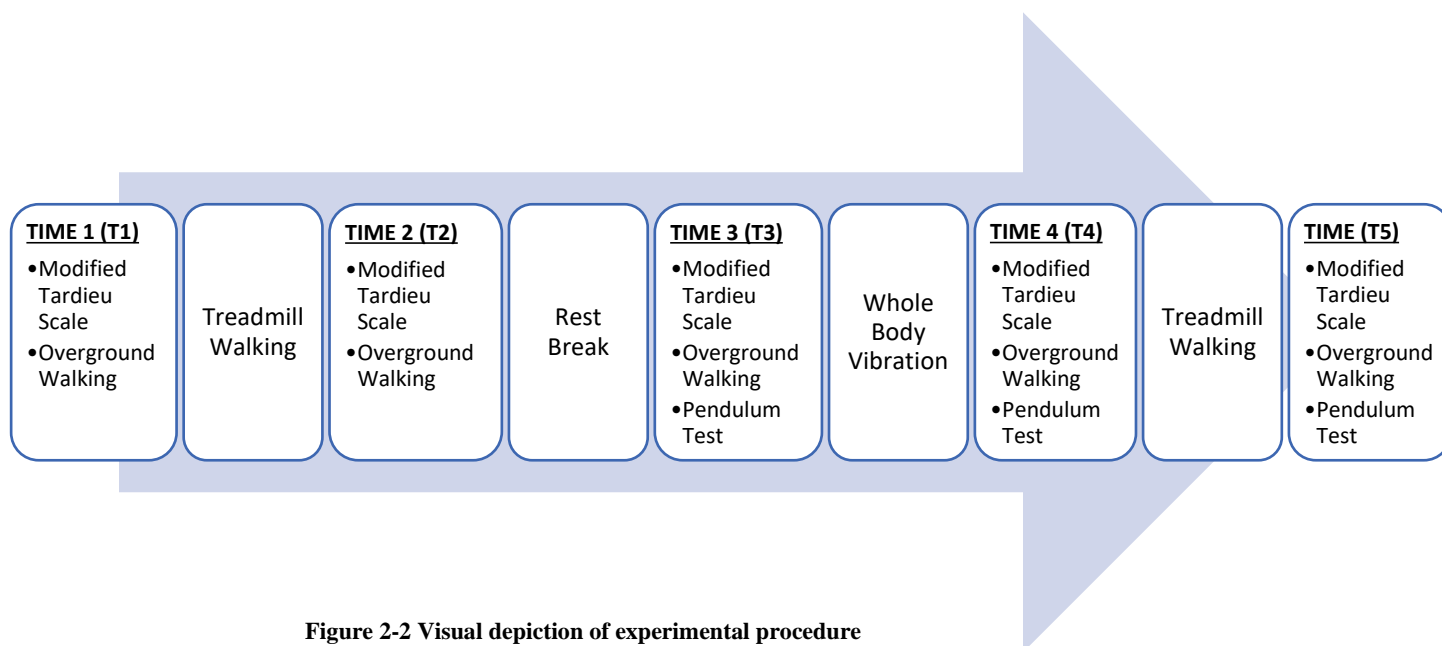 TIME 1 (T1)
•Modified
Tardieu
Scale
•Overground
Walking
Treadmill
Walking
TIME 2 (T2)
•Modified
Tardieu
Scale
•Overground
Walking
Rest
Break
TIME 3 (T3)
•Modified
Tardieu
Scale
•Overground
Walking
•Pendulum
Test
Whole
Body
Vibration
TIME 4 (T4)
•Modified
Tardieu
Scale
•Overground
Walking
•Pendulum
Test
Treadmill
Walking
TIME (T5)
•Modified
Tardieu
Scale
•Overground
Walking
•Pendulum
Test
Figure 2-2 Visual depiction of experimental procedure